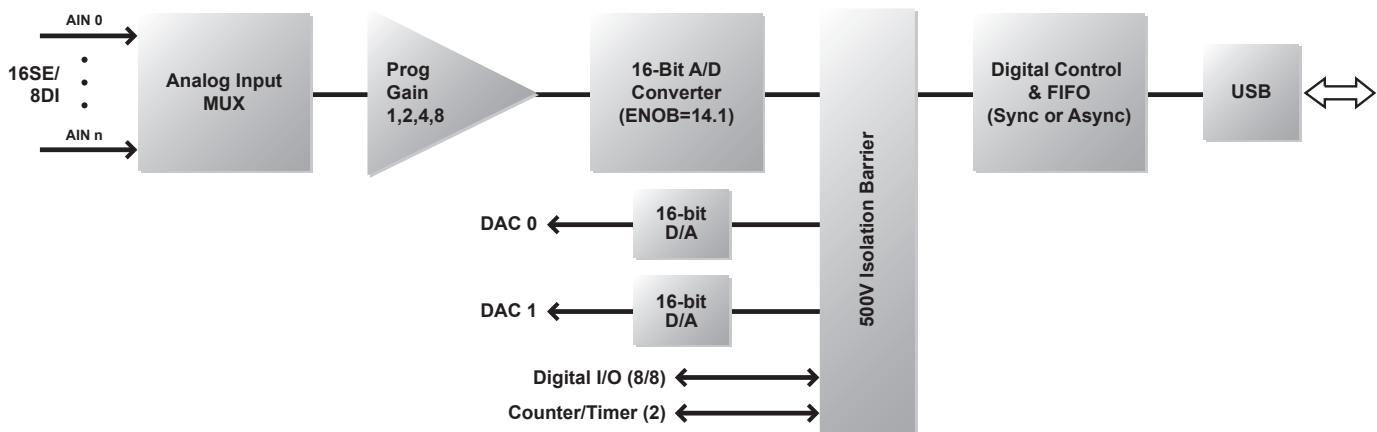 AIN 0
16SE/
8DI
AIN n
Analog Input
MUX
Prog
Gain
1,2,4,8
16-Bit A/D
Converter
(ENOB=14.1)
500V Isolation Barrier
Digital Control
& FIFO
(Sync or Async)
USB
DAC 0
16-bit
D/A
DAC 1
16-bit
D/A
Digital I/O (8/8)
Counter/Timer (2)